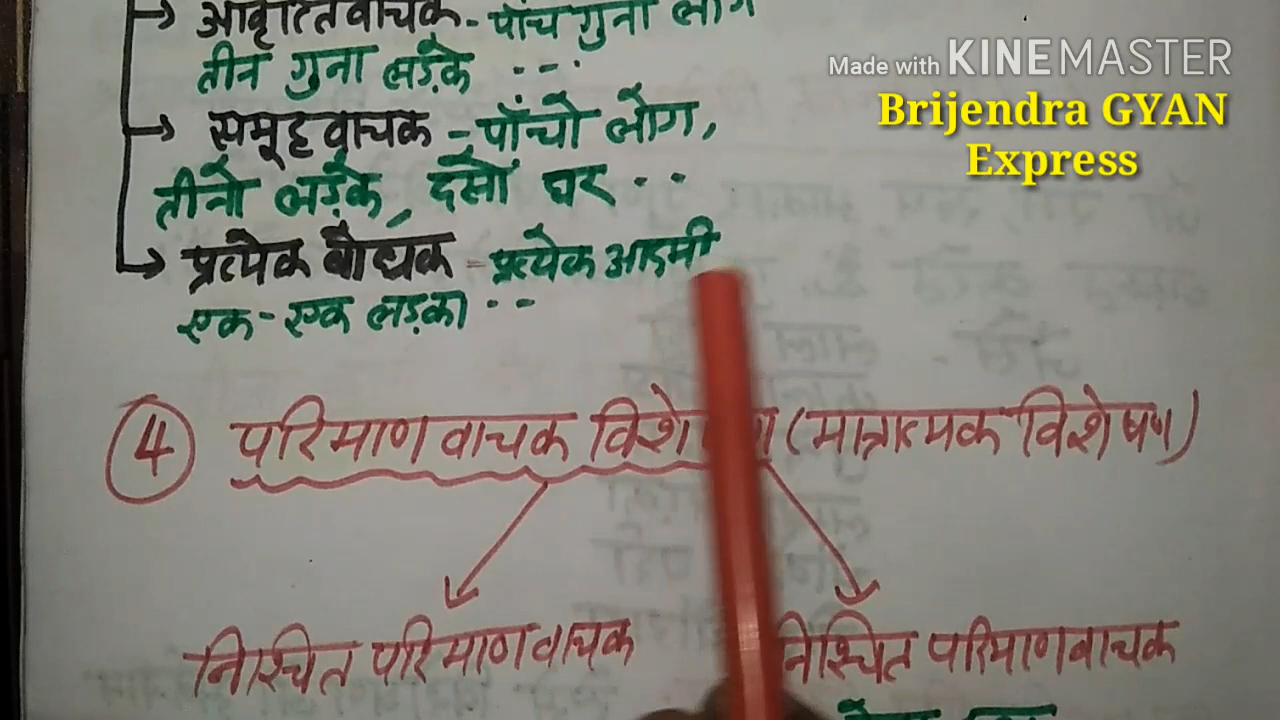 आवृत्तिवाचक - पाँच गुना लोग
तीन गुना लड़के ...
Made with KINEMASTER
Brijendra GYAN
Express
समूहवाचक - पाँचो लोग,
तीनो लड़के, दसों घर ..
प्रत्येक बोधक - प्रत्येक आदमी
एक-एक लड़का ..
4 परिमाण वाचक (मात्रात्मक विशेषण)
निश्चित परिमाणवाचक
परिमाणवाचक